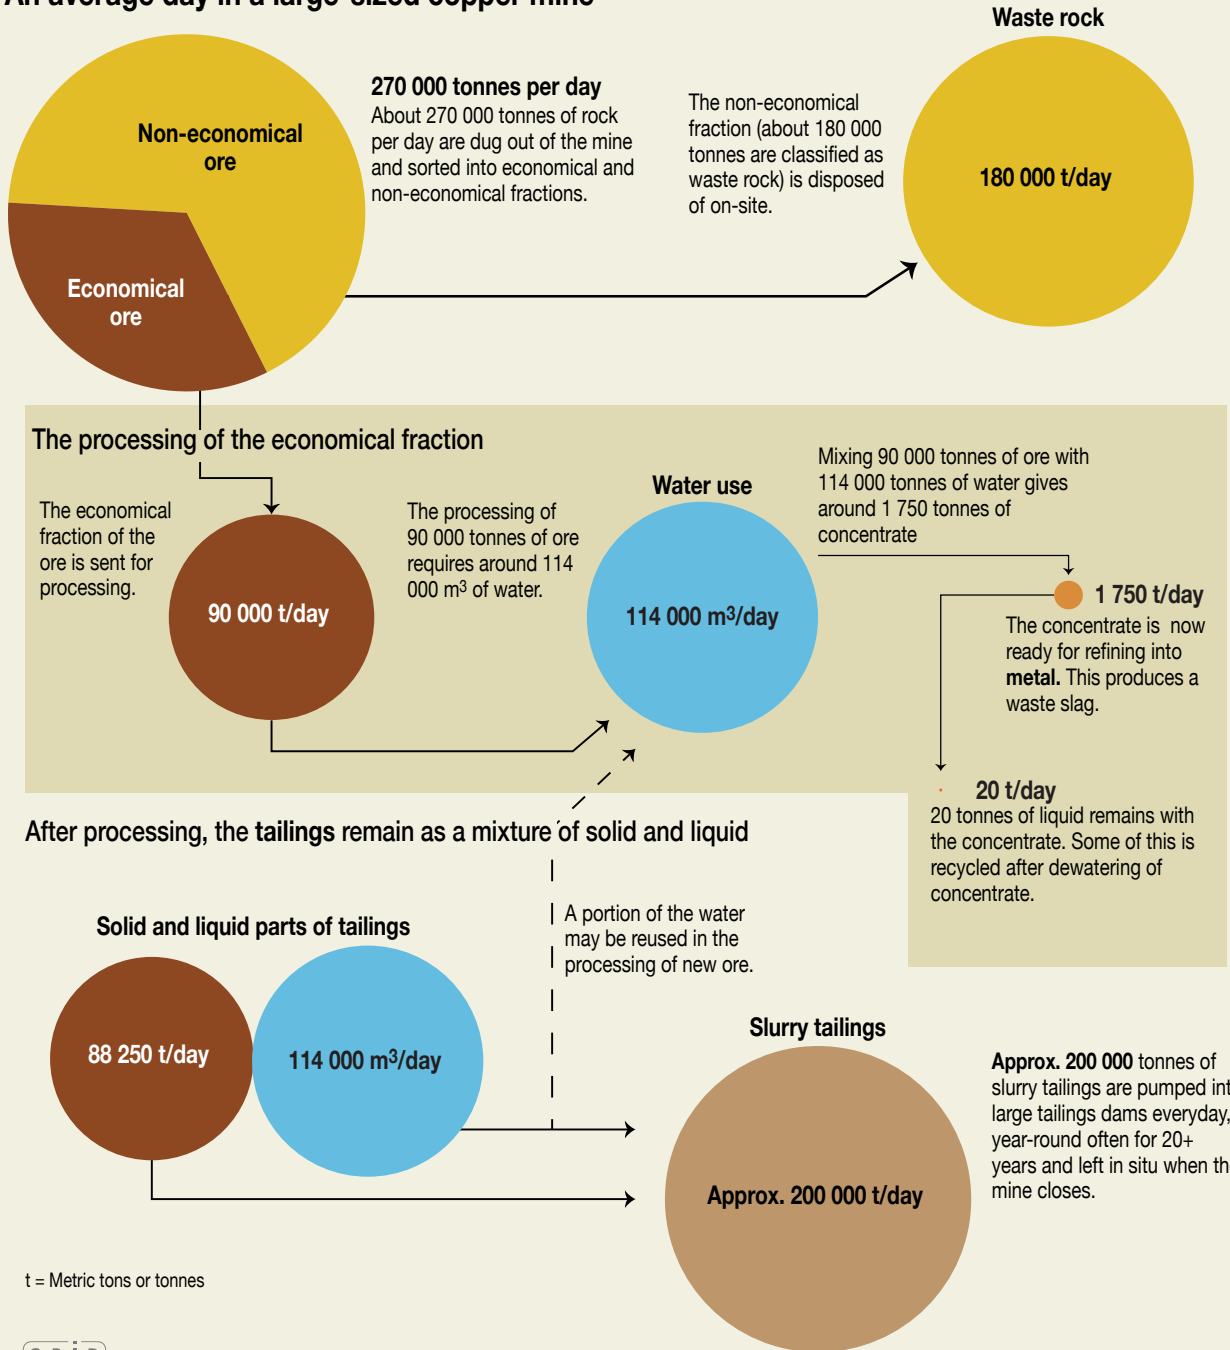 An average day in a large-sized copper mine
Waste rock
270 000 tonnes per day
About 270 000 tonnes of rock
per day are dug out of the mine
and sorted into economical and
non-economical fractions.
The non-economical
fraction (about 180 000
tonnes are classified as
waste rock) is disposed
of on-site.
Non-economical
ore
180 000 t/day
Economical
ore
The processing of the economical fraction
The economical
fraction of the
ore is sent for
processing.
90 000 t/day
The processing of
90 000 tonnes of ore
requires around 114
000 m³ of water.
Water use
114 000 m³/day
Mixing 90 000 tonnes of ore with
114 000 tonnes of water gives
around 1 750 tonnes of
concentrate
1 750 t/day
The concentrate is now
ready for refining into
metal. This produces a
waste slag.
20 t/day
20 tonnes of liquid remains with
the concentrate. Some of this is
recycled after dewatering of
concentrate.
After processing, the tailings remain as a mixture of solid and liquid
Solid and liquid parts of tailings
88 250 t/day
114 000 m³/day
A portion of the water
may be reused in the
processing of new ore.
Slurry tailings
Approx. 200 000 t/day
Approx. 200 000 tonnes of
slurry tailings are pumped int
large tailings dams everyday,
year-round often for 20+
years and left in situ when th
mine closes.
t = Metric tons or tonnes